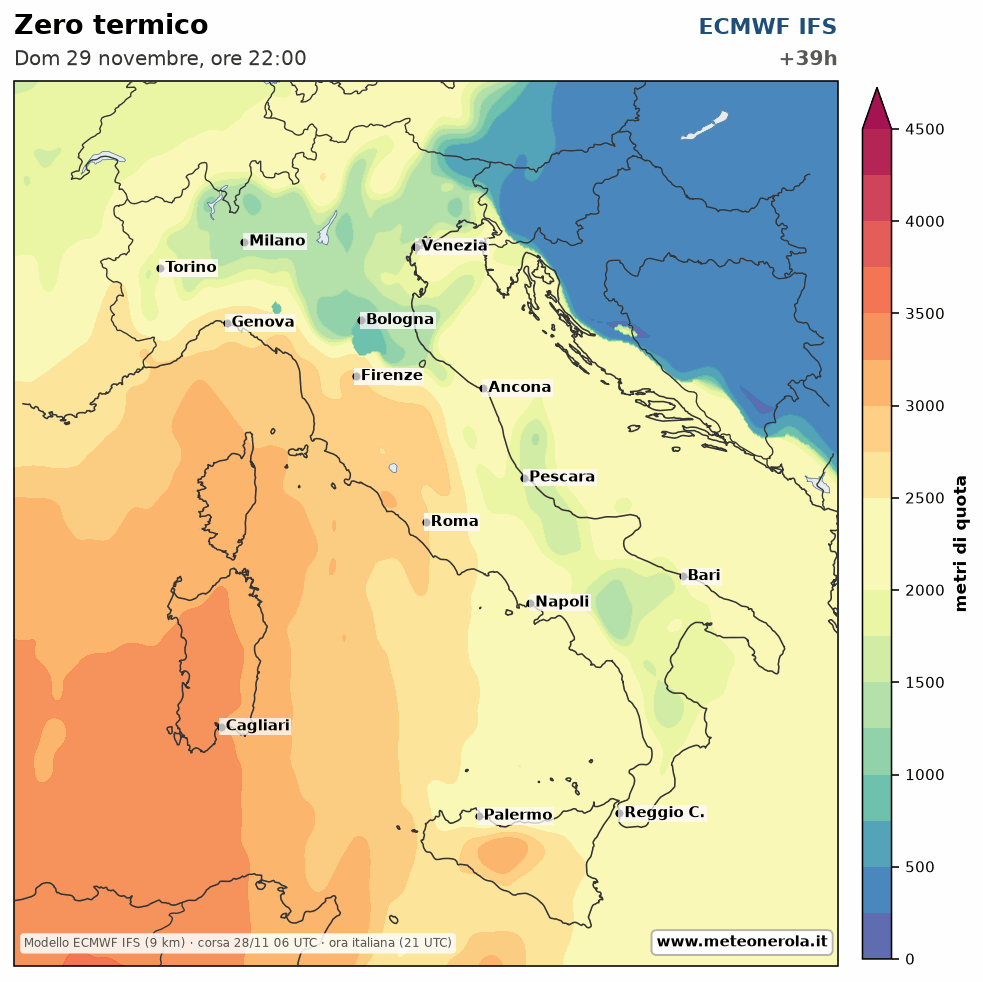 Zero termico
ECMWF IFS
Dom 29 novembre, ore 22:00
+39h
4500
4000
3500
3000
2500
2000
1500
1000
500
0
metri di quota
Milano
Venezia
Torino
Genova
Bologna
Firenze
Ancona
Pescara
Roma
Bari
Napoli
Cagliari
Palermo
Reggio C.
Modello ECMWF IFS (9 km) · corsa 28/11 06 UTC · ora italiana (21 UTC)
www.meteonerola.it